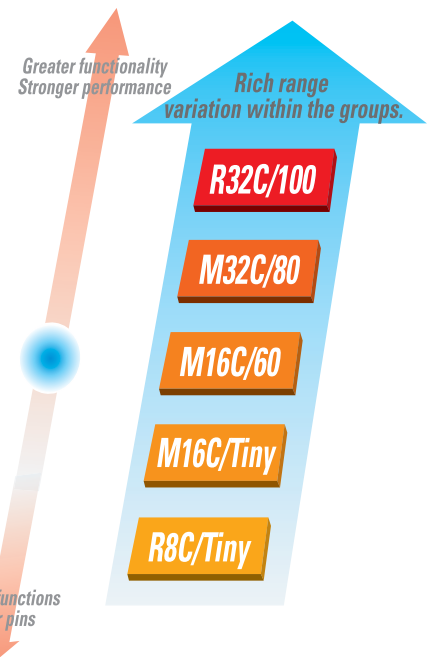 Greater functionality
Stronger performance
Rich range
variation within the groups.
R32C/100
M32C/80
M16C/60
M16C/Tiny
R8C/Tiny
functions
pins